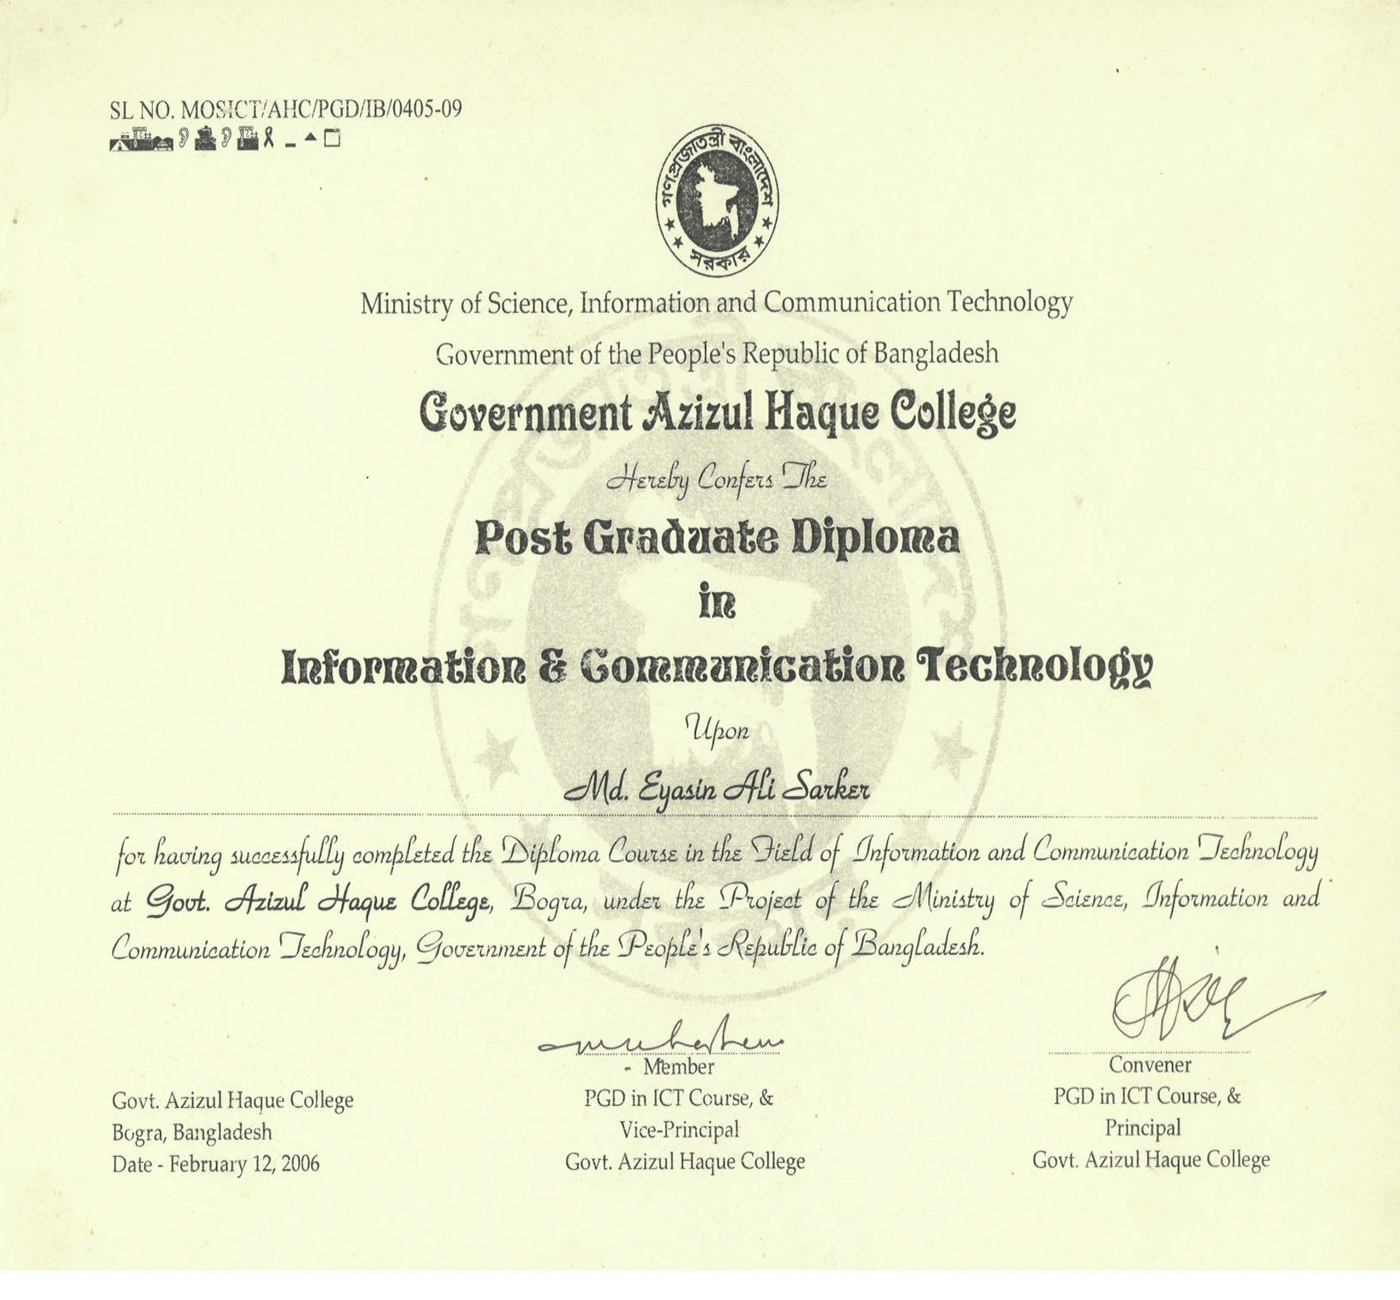 SL NO. MOSICT/AHC/PGD/IB/0405-09
গণপ্রজাতন্ত্রী বাংলাদেশ
সরকার
Ministry of Science, Information and Communication Technology
Government of the People's Republic of Bangladesh
Government Azizul Haque College
Hereby Confers The
Post Graduate Diploma
in
Information & Communication Technology
Upon
Md. Eyasin Ali Sarker
for having successfully completed the Diploma Course in the Field of Information and Communication Technology
at Govt. Azizul Haque College, Bogra, under the Project of the Ministry of Science, Information and
Communication Technology, Government of the People's Republic of Bangladesh.
Govt. Azizul Haque College
Bogra, Bangladesh
Date - February 12, 2006
Member
PGD in ICT Course, &
Vice-Principal
Govt. Azizul Haque College
Convener
PGD in ICT Course, &
Principal
Govt. Azizul Haque College